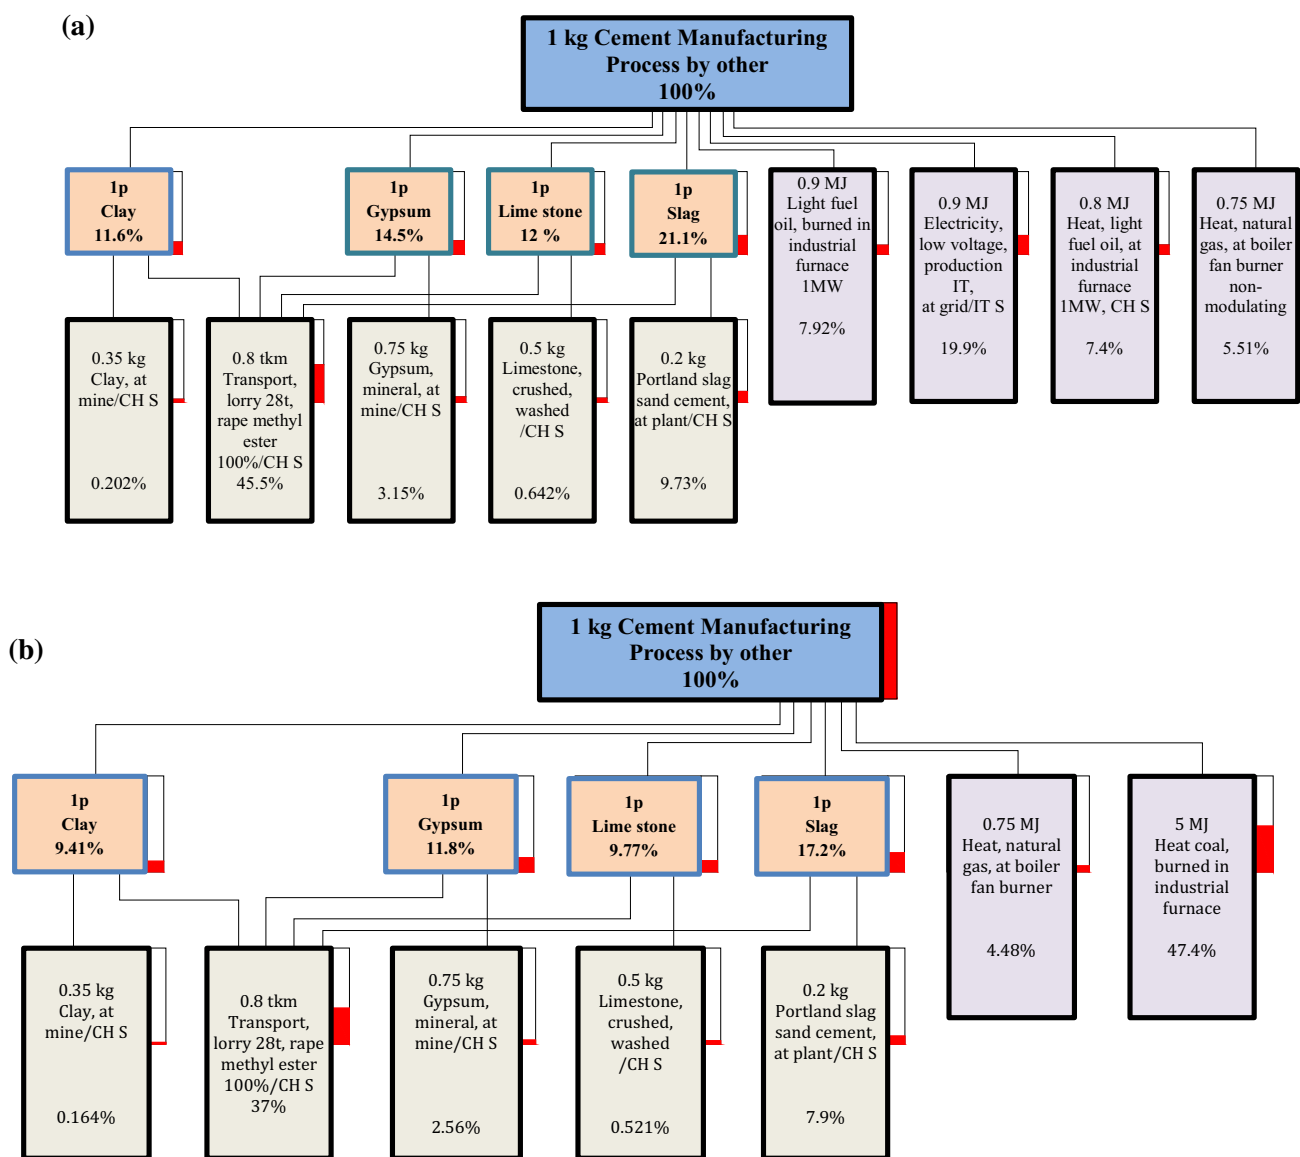 (a)
1 kg Cement Manufacturing
Process by other
100%
1p
Clay
11.6%
1p
Gypsum
14.5%
1p
Lime stone
12 %
1p
Slag
21.1%
0.9 MJ
Light fuel
oil, burned in
industrial
furnace
1MW
7.92%
0.9 MJ
Electricity,
low voltage,
production
IT,
at grid/IT S
19.9%
0.8 MJ
Heat, light
fuel oil, at
industrial
furnace
1MW, CH S
7.4%
0.75 MJ
Heat, natural
gas, at boiler
fan burner
non-
modulating
5.51%
0.35 kg
Clay, at
mine/CH S
0.202%
0.8 tkm
Transport,
lorry 28t,
rape methyl
ester
100%/CH S
45.5%
0.75 kg
Gypsum,
mineral, at
mine/CH S
3.15%
0.5 kg
Limestone,
crushed,
washed
/CH S
0.642%
0.2 kg
Portland slag
sand cement,
at plant/CH S
9.73%
(b)
1 kg Cement Manufacturing
Process by other
100%
1p
Clay
9.41%
1p
Gypsum
11.8%
1p
Lime stone
9.77%
1p
Slag
17.2%
0.75 MJ
Heat, natural
gas, at boiler
fan burner
4.48%
5 MJ
Heat coal,
burned in
industrial
furnace
47.4%
0.35 kg
Clay, at
mine/CH S
0.164%
0.8 tkm
Transport,
lorry 28t, rape
methyl ester
100%/CH S
37%
0.75 kg
Gypsum,
mineral, at
mine/CH S
2.56%
0.5 kg
Limestone,
crushed,
washed
/CH S
0.521%
0.2 kg
Portland slag
sand cement,
at plant/CH S
7.9%